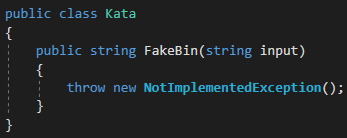 public class Kata
{
    public string FakeBin(string input)
    {
        throw new NotImplementedException();
    }
}